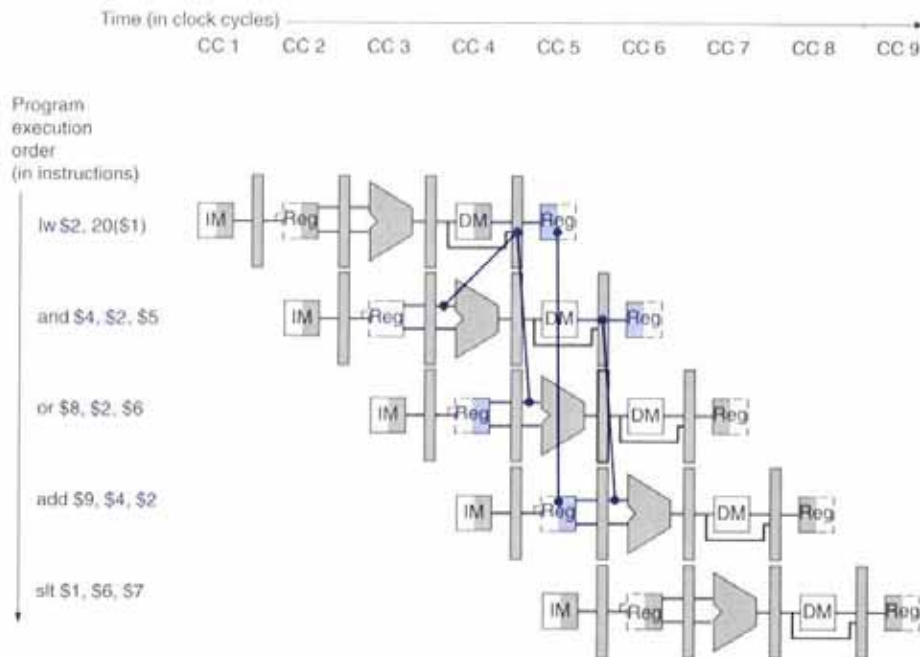 Time (in clock cycles)
CC 1 CC 2 CC 3 CC 4 CC 5 CC 6 CC 7 CC 8 CC 9
Program
execution
order
(in instructions)
lw $2, 20($1)
IM Reg DM Reg
and $4, $2, $5
IM Reg DM Reg
or $8, $2, $6
IM Reg DM Reg
add $9, $4, $2
IM Reg DM Reg
slt $1, $6, $7
IM Reg DM Reg